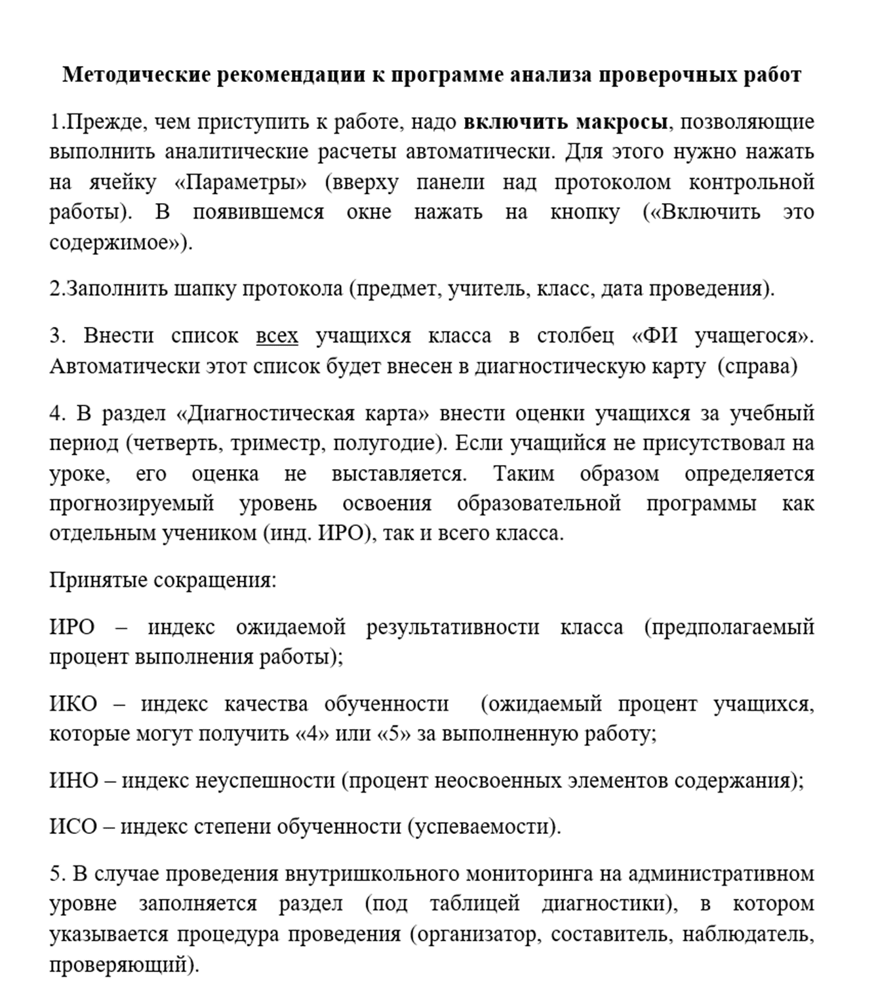 Методические рекомендации к программе анализа проверочных работ
1.Прежде, чем приступить к работе, надо включить макросы, позволяющие
выполнить аналитические расчеты автоматически. Для этого нужно нажать
на ячейку «Параметры» (вверху панели над протоколом контрольной
работы). В появившемся окне нажать на кнопку («Включить это
содержимое»).
2.Заполнить шапку протокола (предмет, учитель, класс, дата проведения).
3. Внести список всех учащихся класса в столбец «ФИ учащегося».
Автоматически этот список будет внесен в диагностическую карту (справа)
4. В раздел «Диагностическая карта» внести оценки учащихся за учебный
период (четверть, триместр, полугодие). Если учащийся не присутствовал на
уроке, его оценка не выставляется. Таким образом определяется
прогнозируемый уровень освоения образовательной программы как
отдельным учеником (инд. ИРО), так и всего класса.
Принятые сокращения:
ИРО – индекс ожидаемой результативности класса (предполагаемый
процент выполнения работы);
ИКО – индекс качества обученности (ожидаемый процент учащихся,
которые могут получить «4» или «5» за выполненную работу;
ИНО – индекс неуспешности (процент неосвоенных элементов содержания);
ИСО – индекс степени обученности (успеваемости).
5. В случае проведения внутришкольного мониторинга на административном
уровне заполняется раздел (под таблицей диагностики), в котором
указывается процедура проведения (организатор, составитель, наблюдатель,
проверяющий).